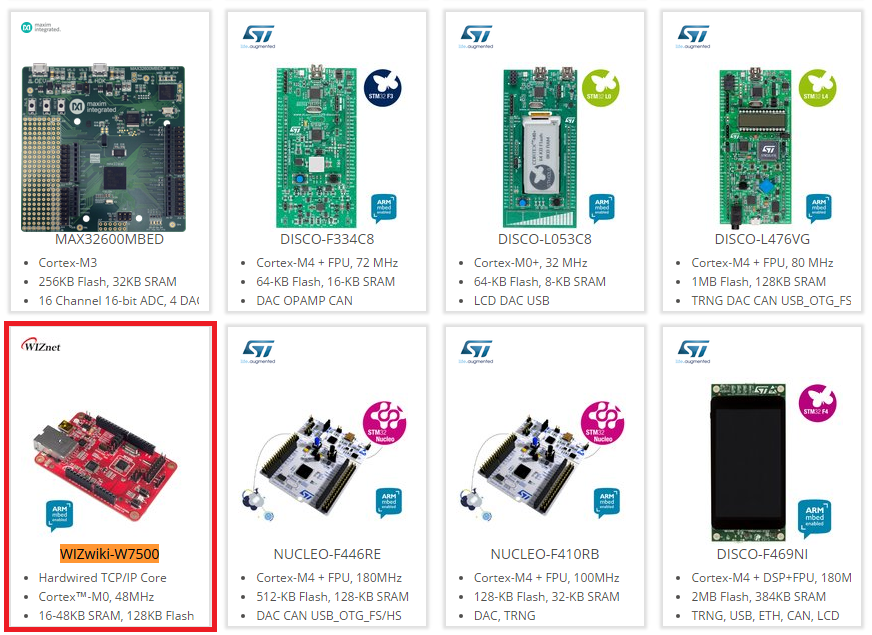 maxim integrated.
MAX32600MBED
Cortex-M3
256KB Flash, 32KB SRAM
16 Channel 16-bit ADC, 4 DAC
ST
life.augmented
STM32 F3
ARM mbed enabled
DISCO-F334C8
Cortex-M4 + FPU, 72 MHz
64-KB Flash, 16-KB SRAM
DAC OPAMP CAN
ST
life.augmented
STM32 L0
ARM mbed enabled
DISCO-L053C8
Cortex-M0+, 32 MHz
64-KB Flash, 8-KB SRAM
LCD DAC USB
ST
life.augmented
STM32 L4
ARM mbed enabled
DISCO-L476VG
Cortex-M4 + FPU, 80 MHz
1MB Flash, 128KB SRAM
TRNG DAC CAN USB_OTG_FS
WIZnet
ARM mbed enabled
WIZwiki-W7500
Hardwired TCP/IP Core
Cortex™-M0, 48MHz
16-48KB SRAM, 128KB Flash
ST
life.augmented
STM32 Nucleo
ARM mbed enabled
NUCLEO-F446RE
Cortex-M4 + FPU, 180MHz
512-KB Flash, 128-KB SRAM
DAC CAN USB_OTG_FS/HS
ST
life.augmented
STM32 Nucleo
ARM mbed enabled
NUCLEO-F410RB
Cortex-M4 + FPU, 100MHz
128-KB Flash, 32-KB SRAM
DAC, TRNG
ST
life.augmented
STM32 F4
ARM mbed enabled
DISCO-F469NI
Cortex-M4 + DSP+FPU, 180M
2MB Flash, 384KB SRAM
TRNG, USB, ETH, CAN, LCD